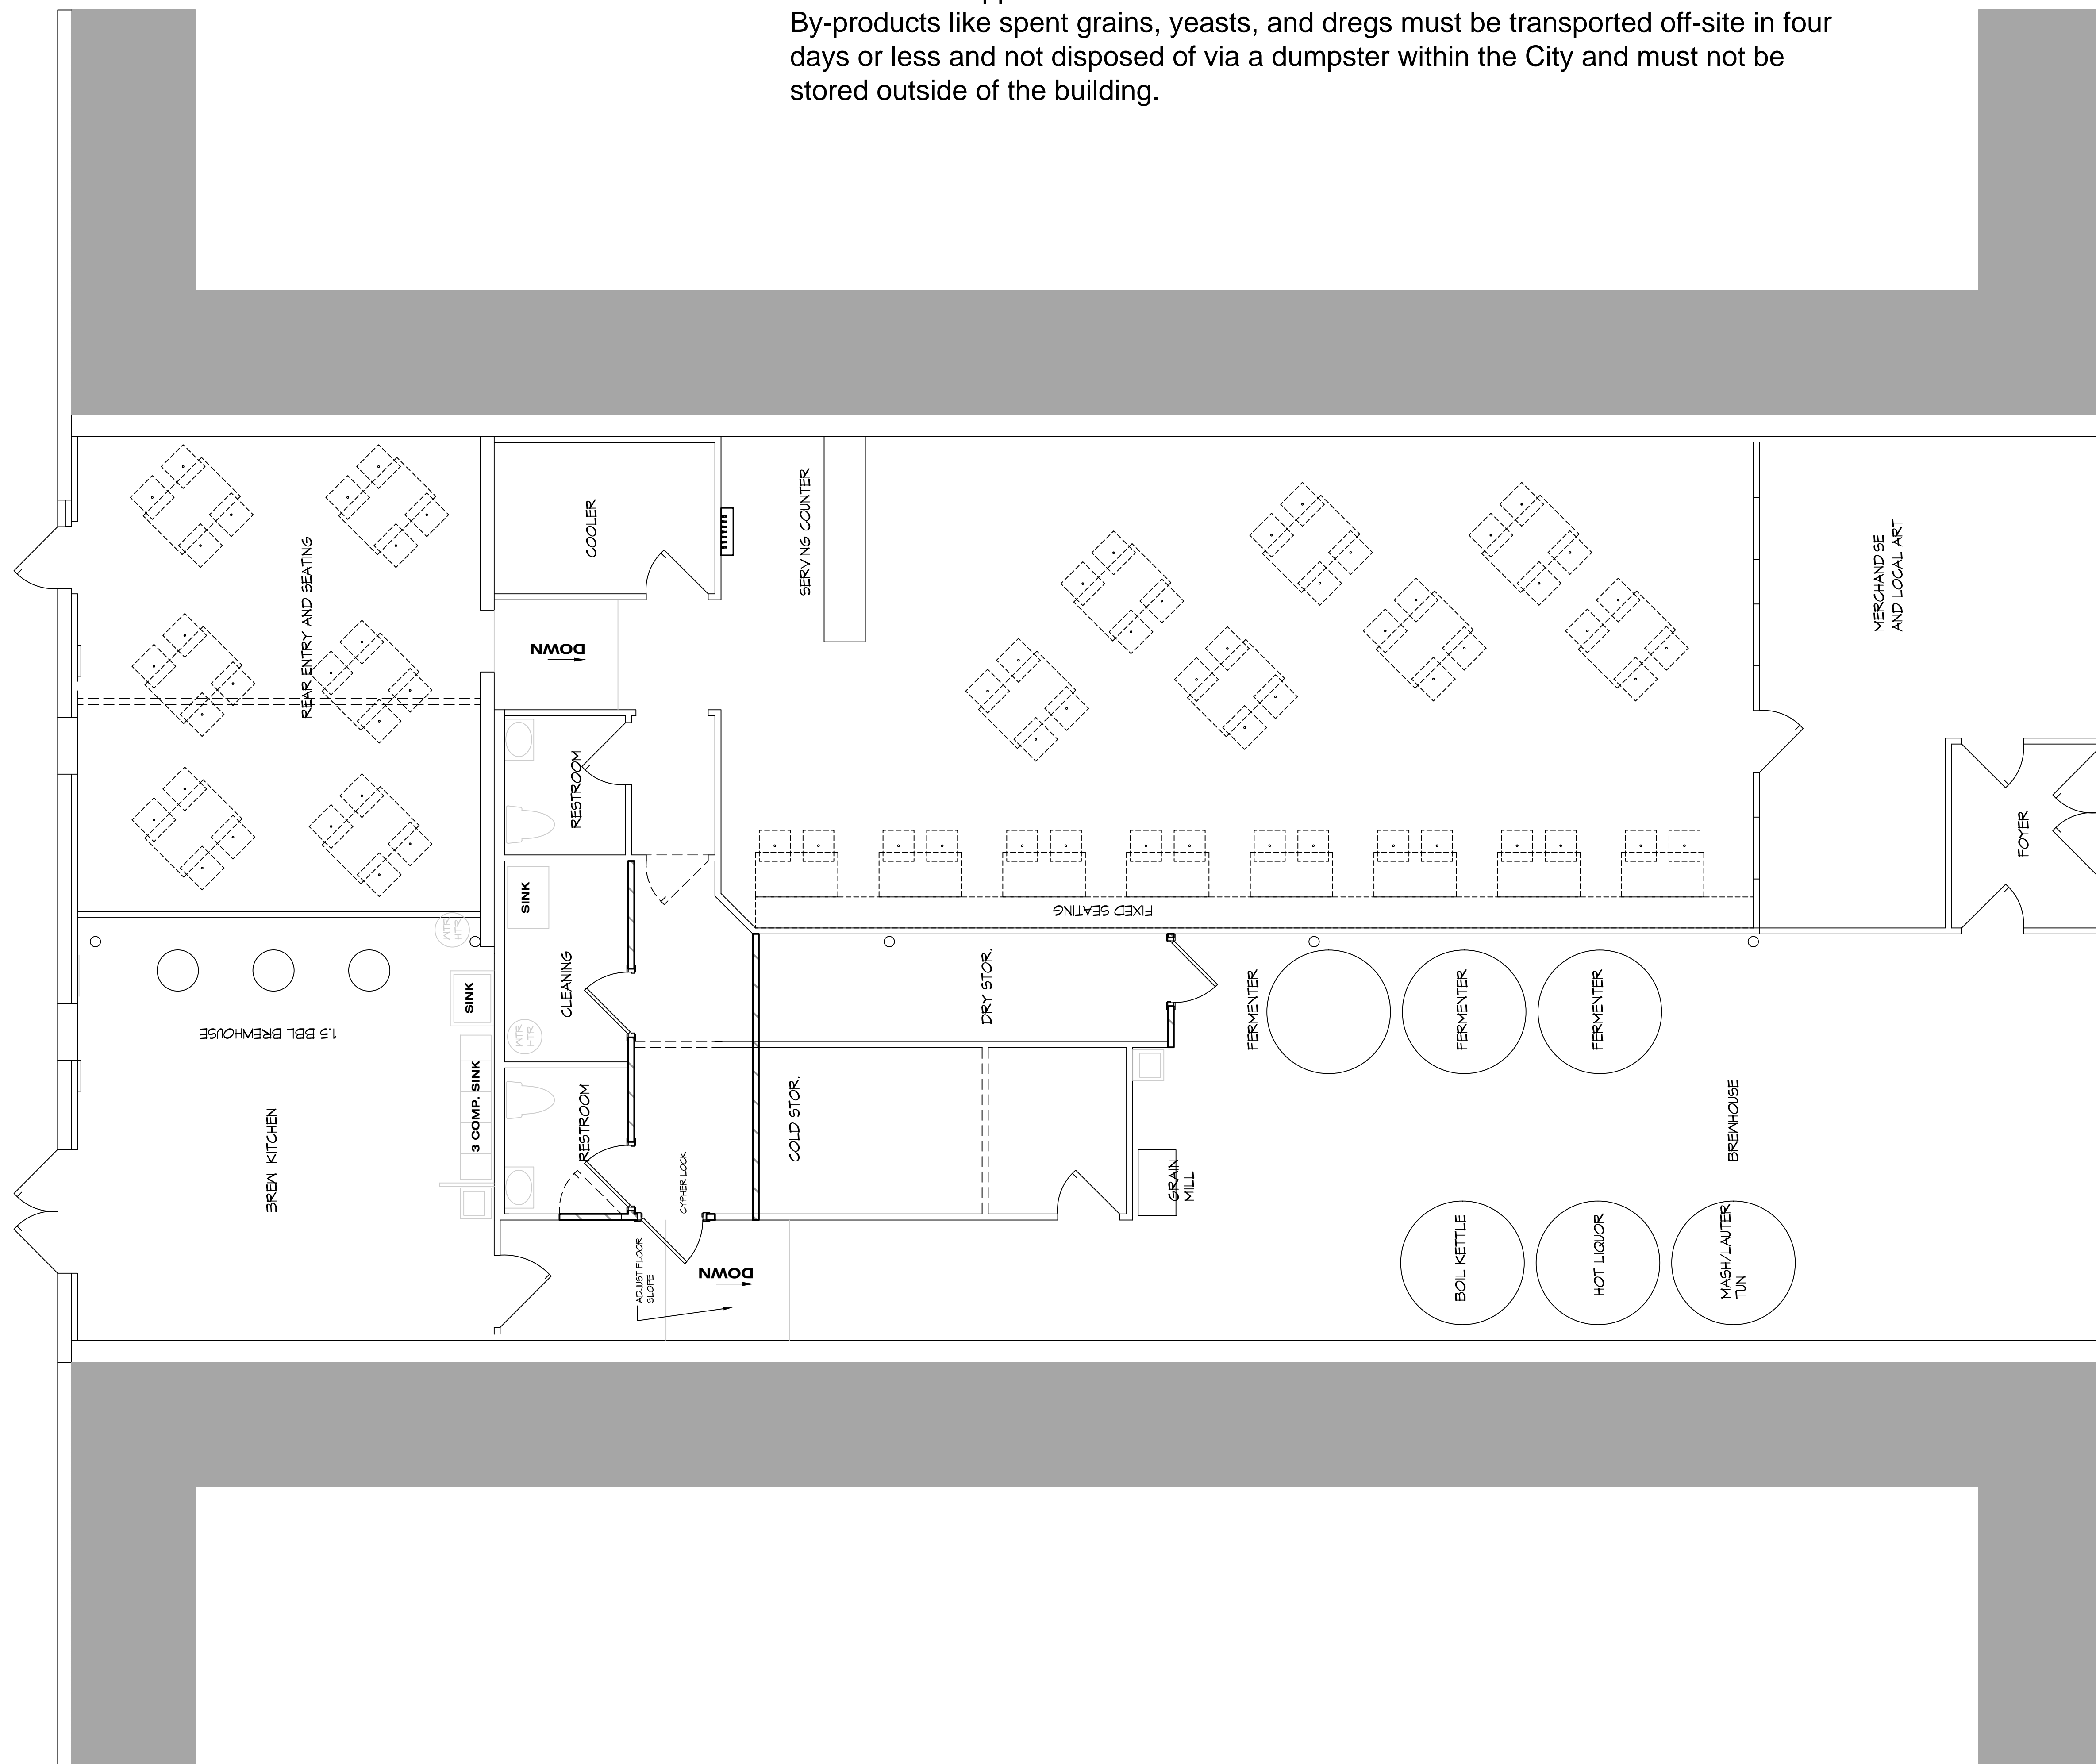 By-products like spent grains, yeasts, and dregs must be transported off-site in four
days or less and not disposed of via a dumpster within the City and must not be
stored outside of the building.
REAR ENTRY AND SEATING
COOLER
SERVING COUNTER
MERCHANDISE
AND LOCAL ART
DOWN
RESTROOM
FOYER
SINK
FIXED SEATING
WTR
HTR
CLEANING
SINK
DRY STOR.
FERMENTER
FERMENTER
FERMENTER
1.5 BBL BREWHOUSE
WTR
HTR
3 COMP. SINK
BREW KITCHEN
RESTROOM
COLD STOR.
BREWHOUSE
CYPHER LOCK
GRAIN
MILL
ADJUST FLOOR
SLOPE
DOWN
BOIL KETTLE
HOT LIQUOR
MASH/LAUTER
TUN